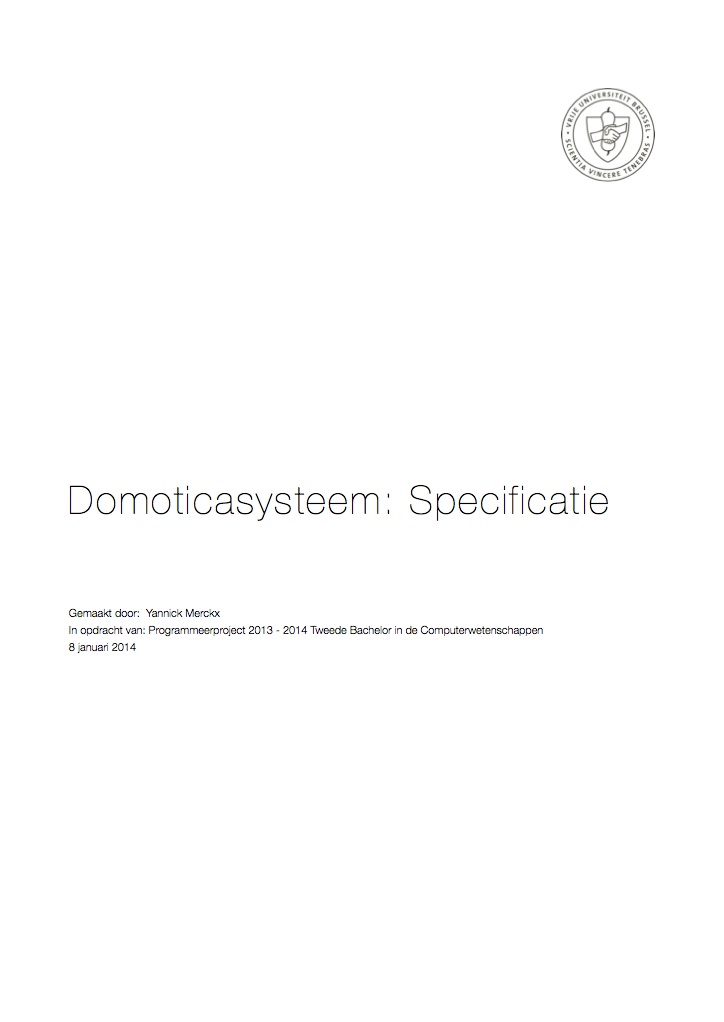 VRIJE UNIVERSITEIT BRUSSEL
SCIENTIA VINCERE TENEBRAS
Domoticasysteem: Specificatie
Gemaakt door: Yannick Merckx
In opdracht van: Programmeerproject 2013 - 2014 Tweede Bachelor in de Computerwetenschappen
8 januari 2014